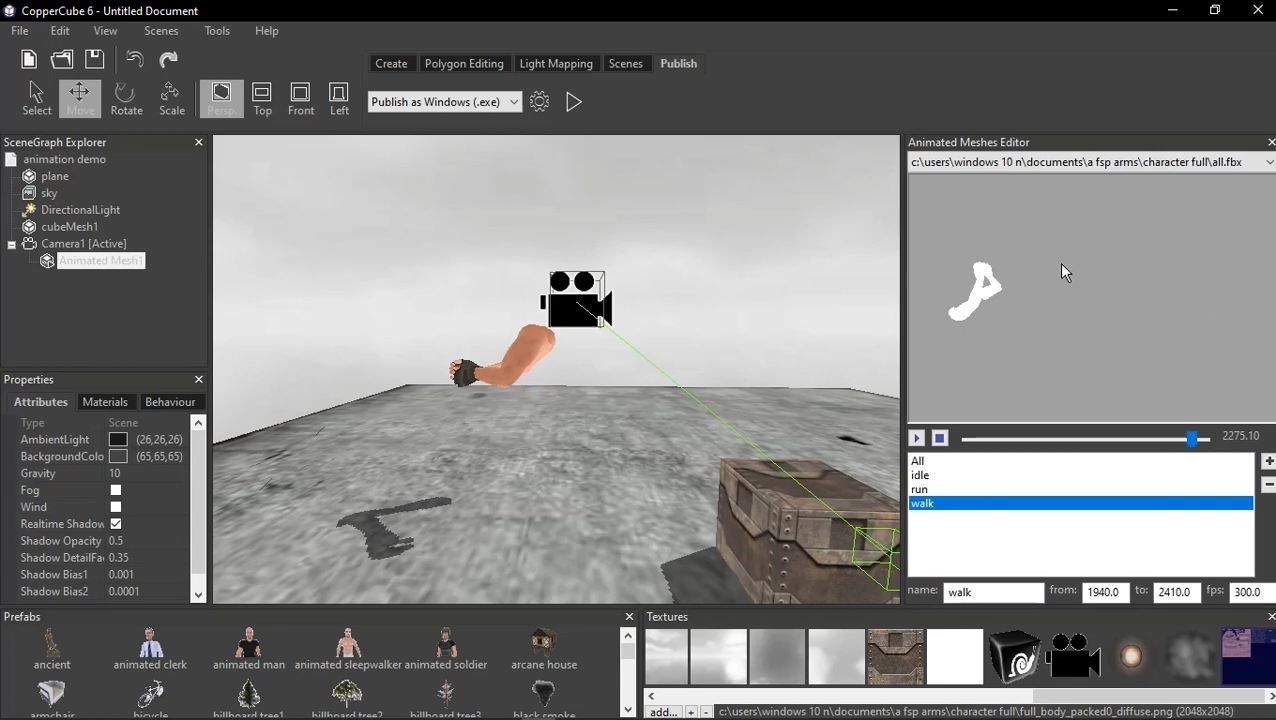 CopperCube 6 - Untitled Document
File Edit View Scenes Tools Help
Create Polygon Editing Light Mapping Scenes Publish
Select Move Rotate Scale Persp. Top Front Left
Publish as Windows (.exe)
SceneGraph Explorer
animation demo
plane
sky
DirectionalLight
cubeMesh1
Camera1 [Active]
Animated Mesh1
Properties
Attributes Materials Behaviour
Type Scene
AmbientLight (26,26,26)
BackgroundColo (65,65,65)
Gravity 10
Fog
Wind
Realtime Shadow
Shadow Opacity 0.5
Shadow DetailFa 0.35
Shadow Bias1 0.001
Shadow Bias2 0.0001
Animated Meshes Editor
c:\users\windows 10 n\documents\a fsp arms\character full\all.fbx
2275.10
All
idle
run
walk
name: walk from: 1940.0 to: 2410.0 fps: 300.0
Prefabs
ancient animated clerk animated man animated sleepwalker animated soldier arcane house
armchair bicycle billboard tree1 billboard tree2 billboard tree3 black smoke
Textures
add... + -
c:\users\windows 10 n\documents\a fsp arms\character full\full_body_packed0_diffuse.png (2048x2048)